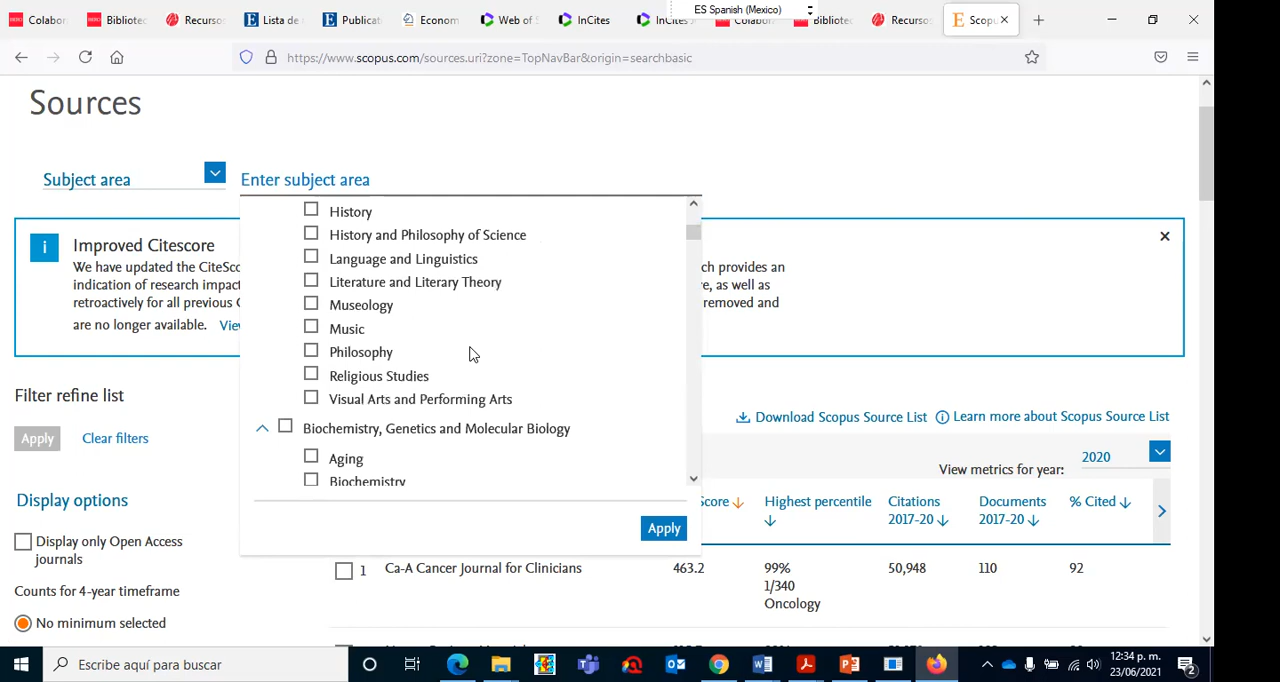 ES Spanish (Mexico)
Colabor
Bibliote
Recurso
Lista de
Publicat
Econom
Web of
InCites
InCites
Colabo
Bibliote
Recurso
Scopu
https://www.scopus.com/sources.uri?zone=TopNavBar&origin=searchbasic
Sources
Subject area
Enter subject area
History
History and Philosophy of Science
Language and Linguistics
Literature and Literary Theory
Museology
Music
Philosophy
Religious Studies
Visual Arts and Performing Arts
Biochemistry, Genetics and Molecular Biology
Aging
Biochemistry
Apply
Improved Citescore
We have updated the CiteSco
indication of research impact
retroactively for all previous C
are no longer available. Viev
rch provides an
re, as well as
removed and
Filter refine list
Apply
Clear filters
Download Scopus Source List
Learn more about Scopus Source List
View metrics for year:
2020
Display options
Display only Open Access
journals
Counts for 4-year timeframe
No minimum selected
score
Highest percentile
Citations
2017-20
Documents
2017-20
% Cited
1
Ca-A Cancer Journal for Clinicians
463.2
99%
1/340
Oncology
50,948
110
92
Escribe aquí para buscar
12:34 p. m.
23/06/2021
2